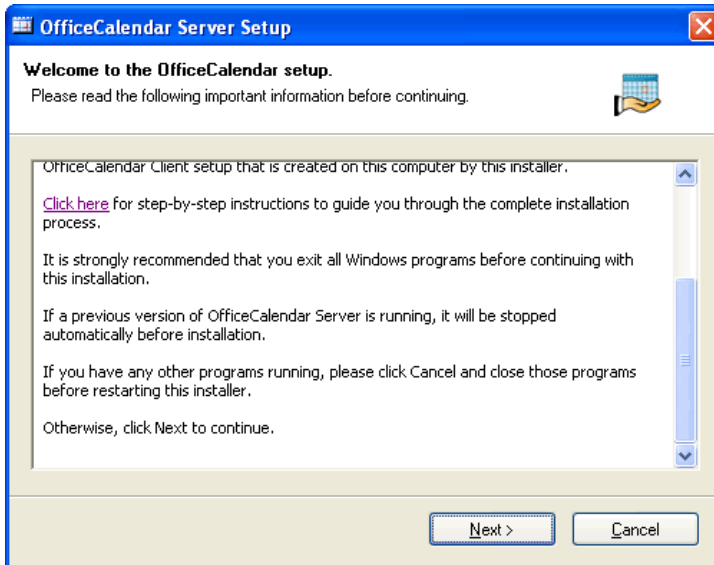 OfficeCalendar Server Setup
Welcome to the OfficeCalendar setup.
Please read the following important information before continuing.
OfficeCalendar Client setup that is created on this computer by this installer.
Click here for step-by-step instructions to guide you through the complete installation
process.
It is strongly recommended that you exit all Windows programs before continuing with
this installation.
If a previous version of OfficeCalendar Server is running, it will be stopped
automatically before installation.
If you have any other programs running, please click Cancel and close those programs
before restarting this installer.
Otherwise, click Next to continue.
Next >
Cancel